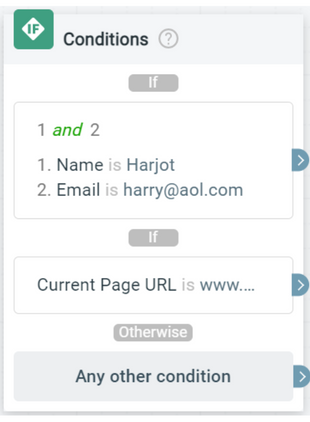 IF Conditions ?
If
1 and 2
1. Name is Harjot
2. Email is harry@aol.com
If
Current Page URL is www....
Otherwise
Any other condition